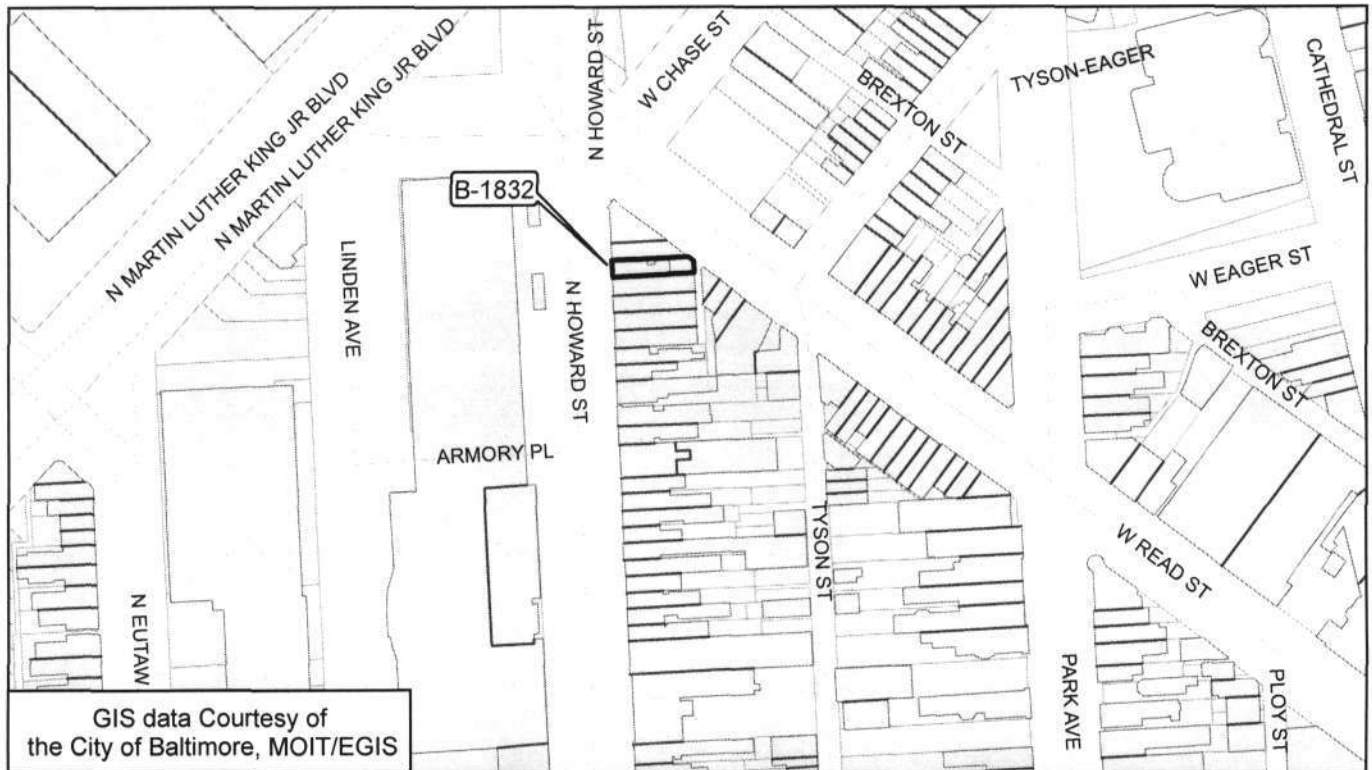 N HOWARD ST
W CHASE ST
BREXTON ST
TYSON-EAGER
CATHEDRAL ST
N MARTIN LUTHER KING JR BLVD
N MARTIN LUTHER KING JR BLVD
B-1832
LINDEN AVE
N HOWARD ST
W EAGER ST
BREXTON ST
ARMORY PL
TYSON ST
W READ ST
N EUTAW
PARK AVE
PLOY ST
GIS data Courtesy of
the City of Baltimore, MOIT/EGIS